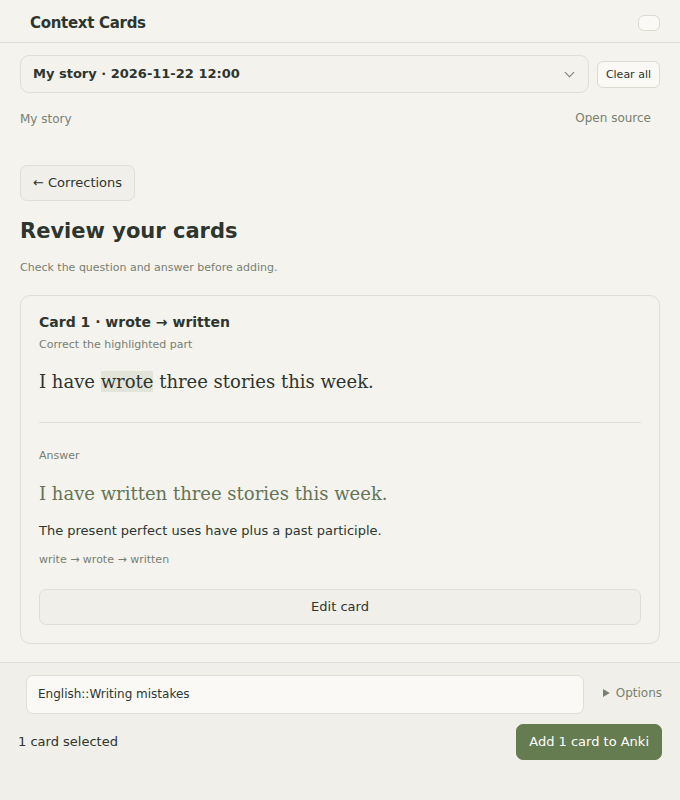 Context Cards
My story · 2026-11-22 12:00
Clear all
My story
Open source
← Corrections
Review your cards
Check the question and answer before adding.
Card 1 · wrote → written
Correct the highlighted part
I have wrote three stories this week.
Answer
I have written three stories this week.
The present perfect uses have plus a past participle.
write → wrote → written
Edit card
English::Writing mistakes
▶ Options
1 card selected
Add 1 card to Anki